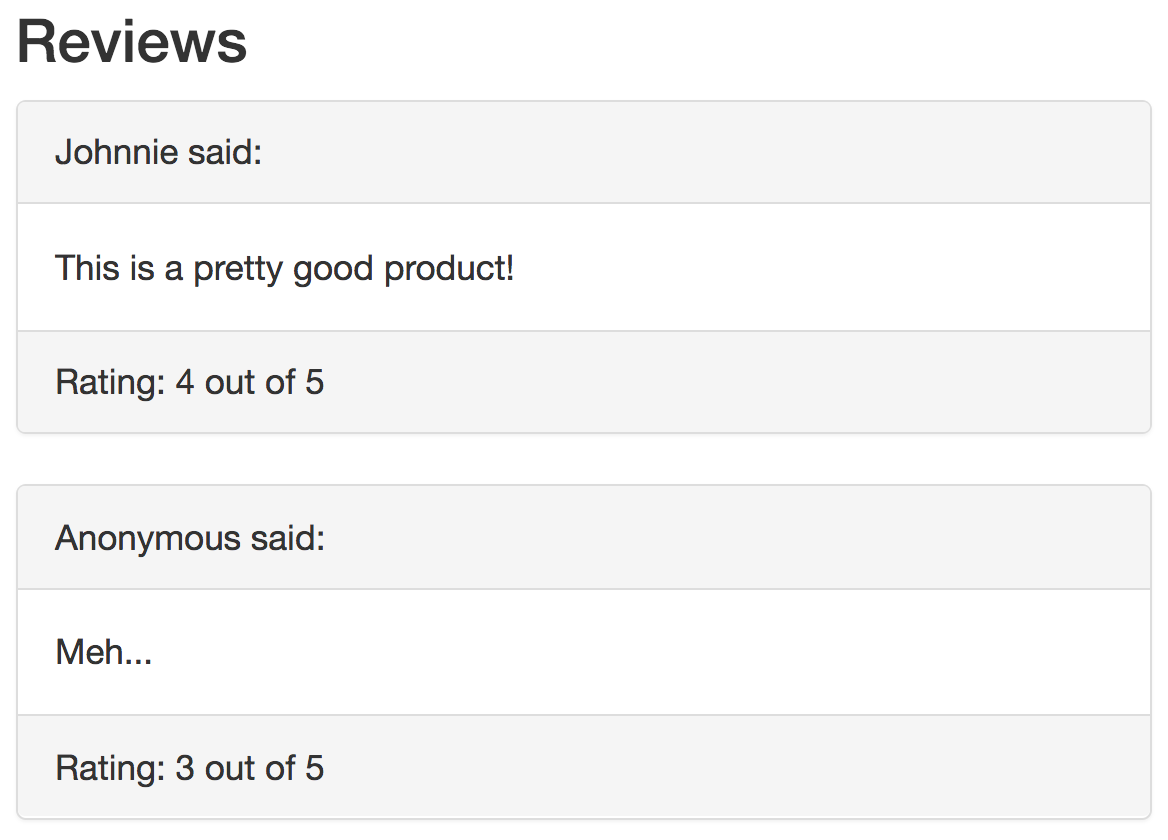 Reviews
Johnnie said:
This is a pretty good product!
Rating: 4 out of 5
Anonymous said:
Meh...
Rating: 3 out of 5